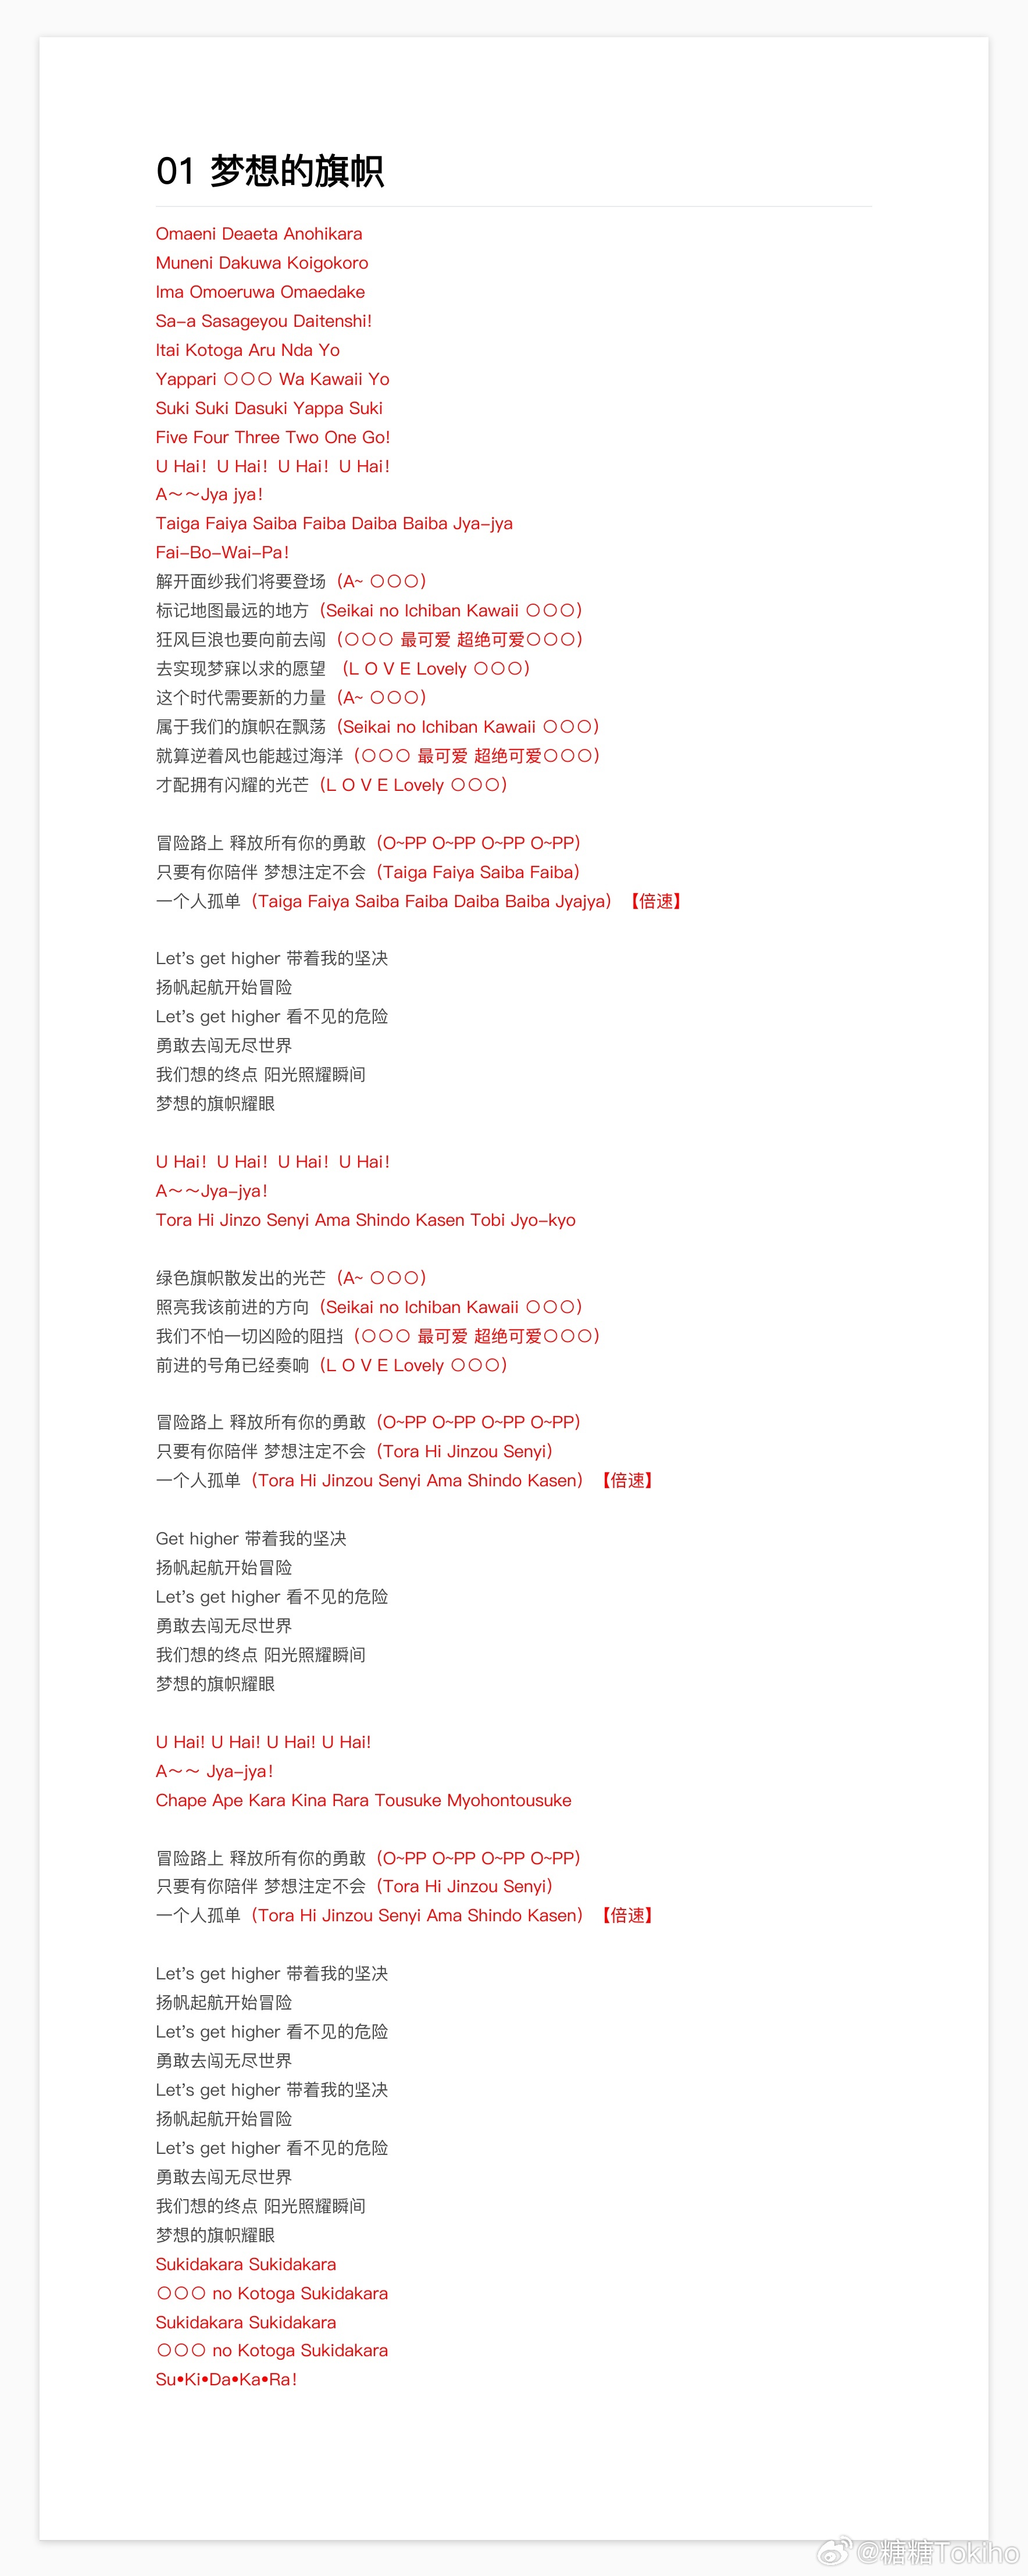 01 梦想的旗帜
Omaeni Deaeta Anohikara
Muneni Dakuwa Koigokoro
Ima Omoeruwa Omaedake
Sa-a Sasageyou Daitenshi!
Itai Kotoga Aru Nda Yo
Yappari 〇〇〇 Wa Kawaii Yo
Suki Suki Dasuki Yappa Suki
Five Four Three Two One Go!
U Hai！U Hai！U Hai！U Hai！
A～～Jya jya！
Taiga Faiya Saiba Faiba Daiba Baiba Jya-jya
Fai-Bo-Wai-Pa！
解开面纱我们将要登场（A~ 〇〇〇）
标记地图最远的地方（Seikai no Ichiban Kawaii 〇〇〇）
狂风巨浪也要向前去闯（〇〇〇 最可爱 超绝可爱〇〇〇）
去实现梦寐以求的愿望 （L O V E Lovely 〇〇〇）
这个时代需要新的力量（A~ 〇〇〇）
属于我们的旗帜在飘荡（Seikai no Ichiban Kawaii 〇〇〇）
就算逆着风也能越过海洋（〇〇〇 最可爱 超绝可爱〇〇〇）
才配拥有闪耀的光芒（L O V E Lovely 〇〇〇）
冒险路上 释放所有你的勇敢（O~PP O~PP O~PP O~PP）
只要有你陪伴 梦想注定不会（Taiga Faiya Saiba Faiba）
一个人孤单（Taiga Faiya Saiba Faiba Daiba Baiba Jyajya）【倍速】
Let's get higher 带着我的坚决
扬帆起航开始冒险
Let's get higher 看不见的危险
勇敢去闯无尽世界
我们想的终点 阳光照耀瞬间
梦想的旗帜耀眼
U Hai！U Hai！U Hai！U Hai！
A～～Jya-jya！
Tora Hi Jinzo Senyi Ama Shindo Kasen Tobi Jyo-kyo
绿色旗帜散发出的光芒（A~ 〇〇〇）
照亮我该前进的方向（Seikai no Ichiban Kawaii 〇〇〇）
我们不怕一切凶险的阻挡（〇〇〇 最可爱 超绝可爱〇〇〇）
前进的号角已经奏响（L O V E Lovely 〇〇〇）
冒险路上 释放所有你的勇敢（O~PP O~PP O~PP O~PP）
只要有你陪伴 梦想注定不会（Tora Hi Jinzou Senyi）
一个人孤单（Tora Hi Jinzou Senyi Ama Shindo Kasen）【倍速】
Get higher 带着我的坚决
扬帆起航开始冒险
Let's get higher 看不见的危险
勇敢去闯无尽世界
我们想的终点 阳光照耀瞬间
梦想的旗帜耀眼
U Hai! U Hai! U Hai! U Hai!
A～～ Jya-jya！
Chape Ape Kara Kina Rara Tousuke Myohontousuke
冒险路上 释放所有你的勇敢（O~PP O~PP O~PP O~PP）
只要有你陪伴 梦想注定不会（Tora Hi Jinzou Senyi）
一个人孤单（Tora Hi Jinzou Senyi Ama Shindo Kasen）【倍速】
Let's get higher 带着我的坚决
扬帆起航开始冒险
Let's get higher 看不见的危险
勇敢去闯无尽世界
Let's get higher 带着我的坚决
扬帆起航开始冒险
Let's get higher 看不见的危险
勇敢去闯无尽世界
我们想的终点 阳光照耀瞬间
梦想的旗帜耀眼
Sukidakara Sukidakara
〇〇〇 no Kotoga Sukidakara
Sukidakara Sukidakara
〇〇〇 no Kotoga Sukidakara
Su•Ki•Da•Ka•Ra！
@糖糖Tokiho